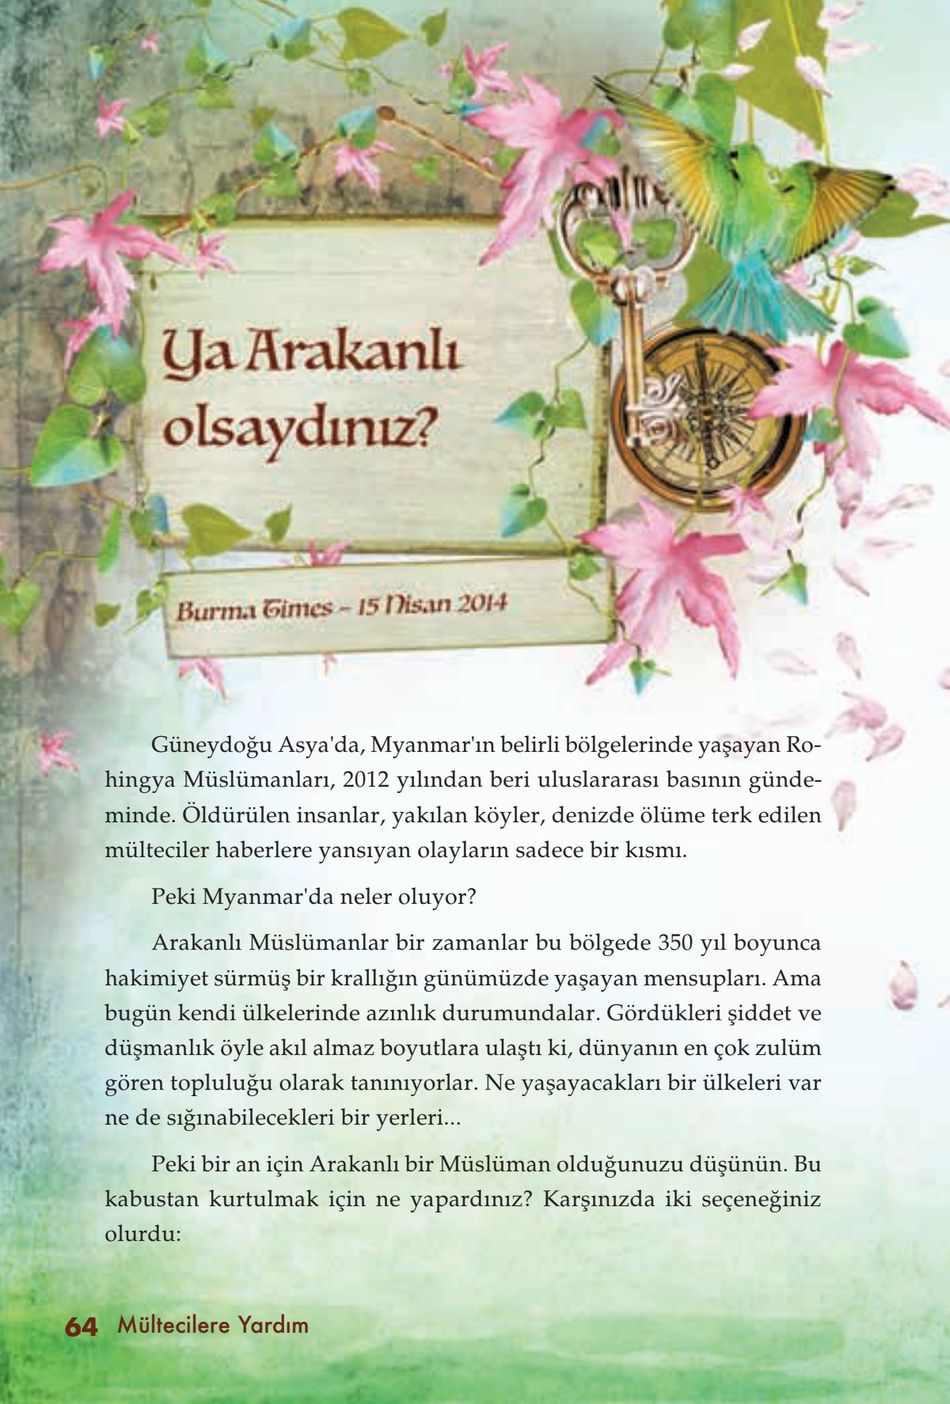 Ya Arakanlı
olsaydınız?
Burma Times - 15 Nisan 2014
Güneydoğu Asya'da, Myanmar'ın belirli bölgelerinde yaşayan Ro-
hingya Müslümanları, 2012 yılından beri uluslararası basının günde-
minde. Öldürülen insanlar, yakılan köyler, denizde ölüme terk edilen
mülteciler haberlere yansıyan olayların sadece bir kısmı.
Peki Myanmar'da neler oluyor?
Arakanlı Müslümanlar bir zamanlar bu bölgede 350 yıl boyunca
hakimiyet sürmüş bir krallığın günümüzde yaşayan mensupları. Ama
bugün kendi ülkelerinde azınlık durumundalar. Gördükleri şiddet ve
düşmanlık öyle akıl almaz boyutlara ulaştı ki, dünyanın en çok zulüm
gören topluluğu olarak tanınıyorlar. Ne yaşayacakları bir ülkeleri var
ne de sığınabilecekleri bir yerleri...
Peki bir an için Arakanlı bir Müslüman olduğunuzu düşünün. Bu
kabustan kurtulmak için ne yapardınız? Karşınızda iki seçeneğiniz
olurdu:
64 Mültecilere Yardım